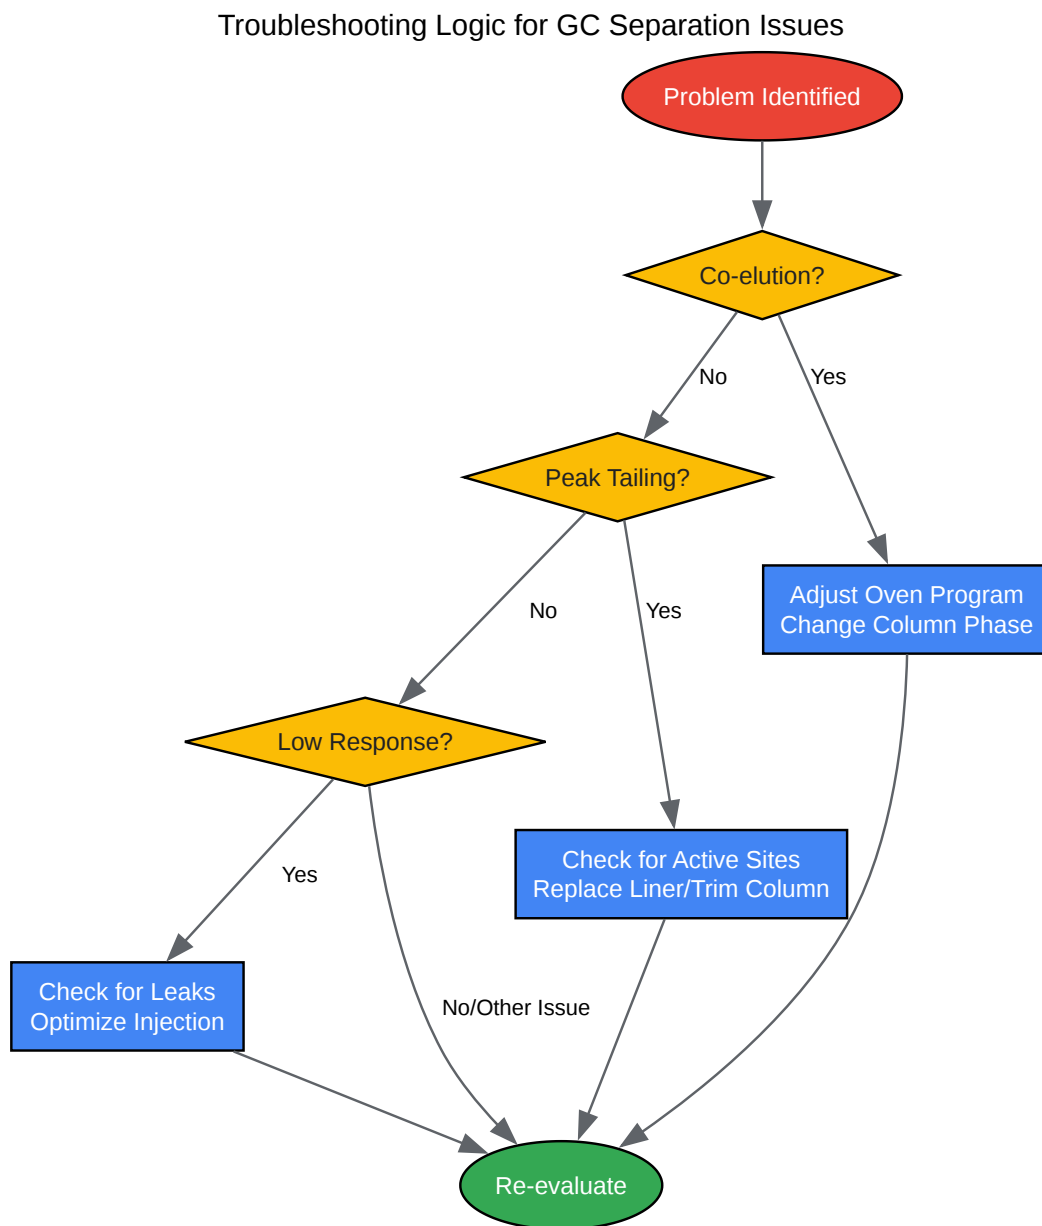 Troubleshooting Logic for GC Separation Issues
Problem Identified
Co-elution?
No
Yes
Peak Tailing?
No
Yes
Adjust Oven Program
Change Column Phase
Low Response?
Yes
Check for Active Sites
Replace Liner/Trim Column
Check for Leaks
Optimize Injection
No/Other Issue
Re-evaluate